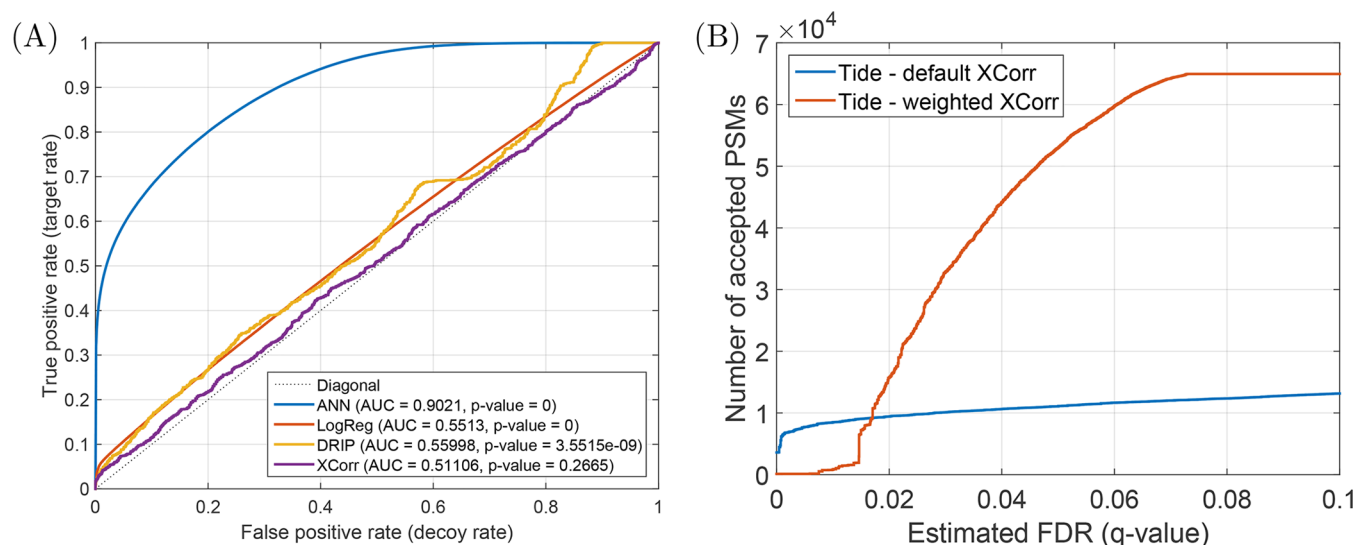 (A)
True positive rate (target rate)
1
0.9
0.8
0.7
0.6
0.5
0.4
0.3
0.2
0.1
0
Diagonal
ANN (AUC = 0.9021, p-value = 0)
LogReg (AUC = 0.5513, p-value = 0)
DRIP (AUC = 0.55998, p-value = 3.5515e-09)
XCorr (AUC = 0.51106, p-value = 0.2665)
0 0.2 0.4 0.6 0.8 1
False positive rate (decoy rate)
(B)
×10⁴
Number of accepted PSMs
7
6
5
4
3
2
1
0
Tide - default XCorr
Tide - weighted XCorr
0 0.02 0.04 0.06 0.08 0.1
Estimated FDR (q-value)